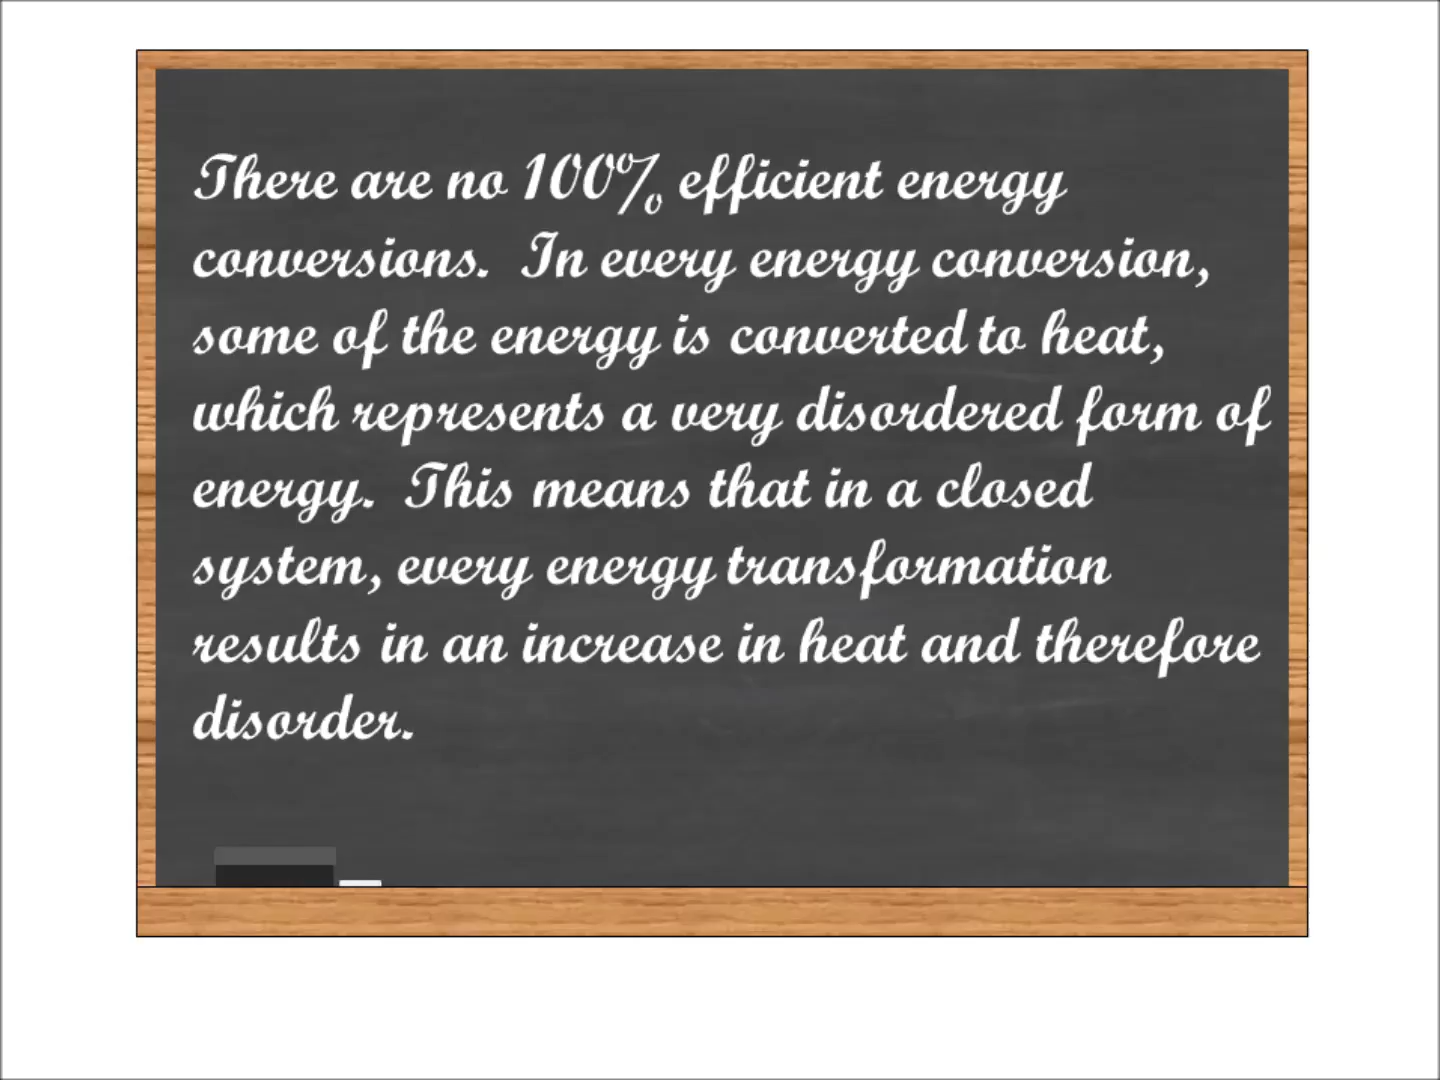 There are no 100% efficient energy
conversions. In every energy conversion,
some of the energy is converted to heat,
which represents a very disordered form of
energy. This means that in a closed
system, every energy transformation
results in an increase in heat and therefore
disorder.